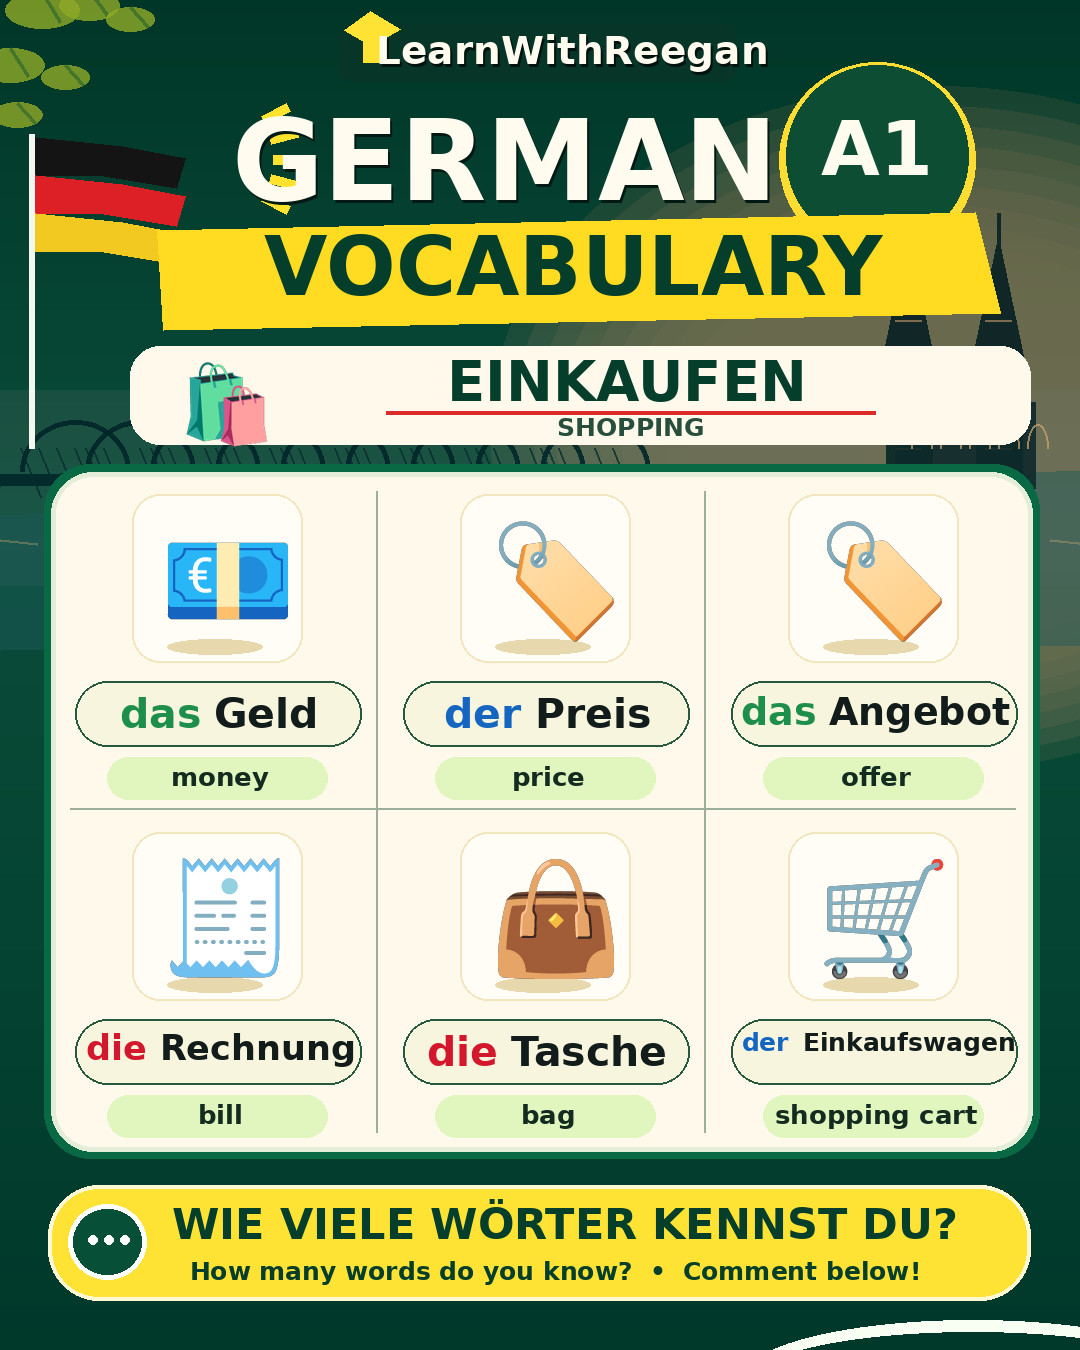 LearnWithReegan
GERMAN
A1
VOCABULARY
EINKAUFEN
SHOPPING
€
das Geld
der Preis
das Angebot
money
price
offer
die Rechnung
die Tasche
der Einkaufswagen
bill
bag
shopping cart
WIE VIELE WÖRTER KENNST DU?
How many words do you know? • Comment below!